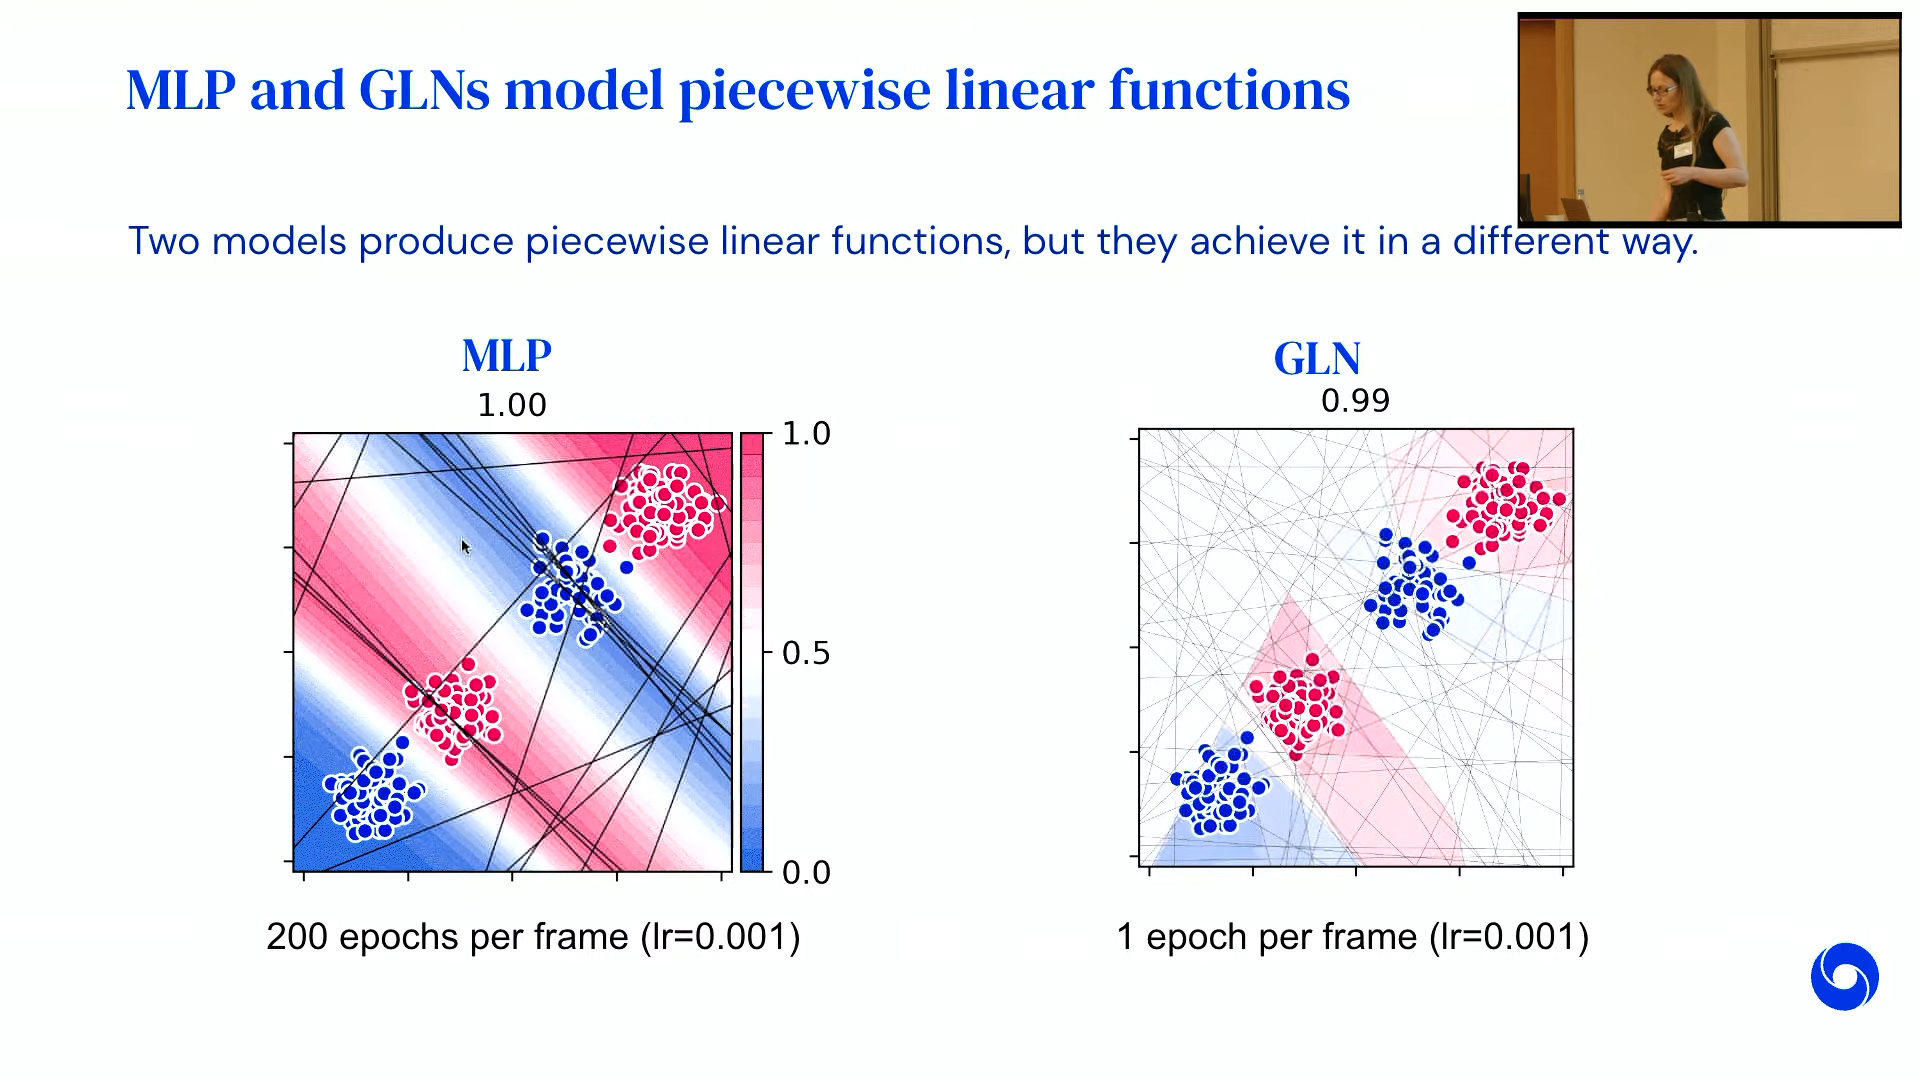 MLP and GLNs model piecewise linear functions
Two models produce piecewise linear functions, but they achieve it in a different way.
MLP
1.00
1.0
0.5
0.0
200 epochs per frame (lr=0.001)
GLN
0.99
1 epoch per frame (lr=0.001)